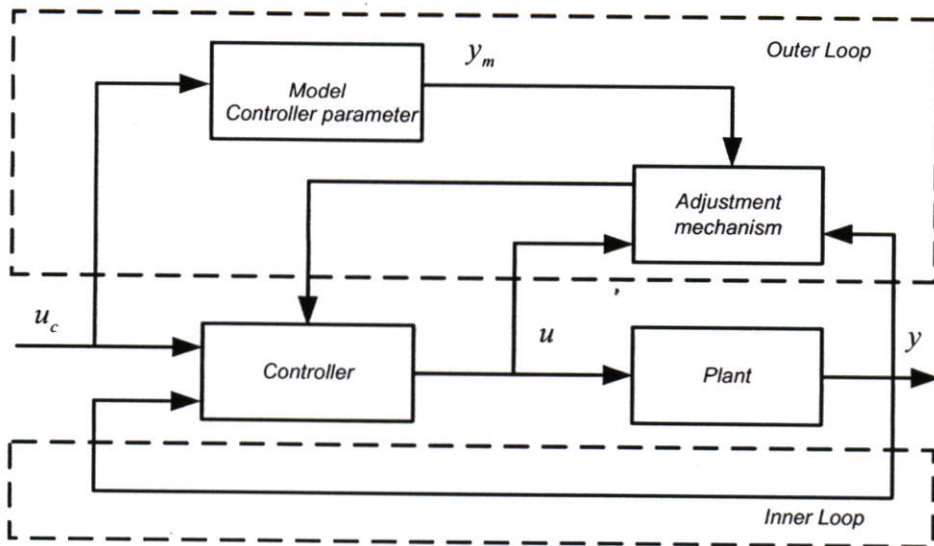 y_m
Outer Loop
Model
Controller parameter
Adjustment
mechanism
u_c
Controller
u
Plant
y
Inner Loop